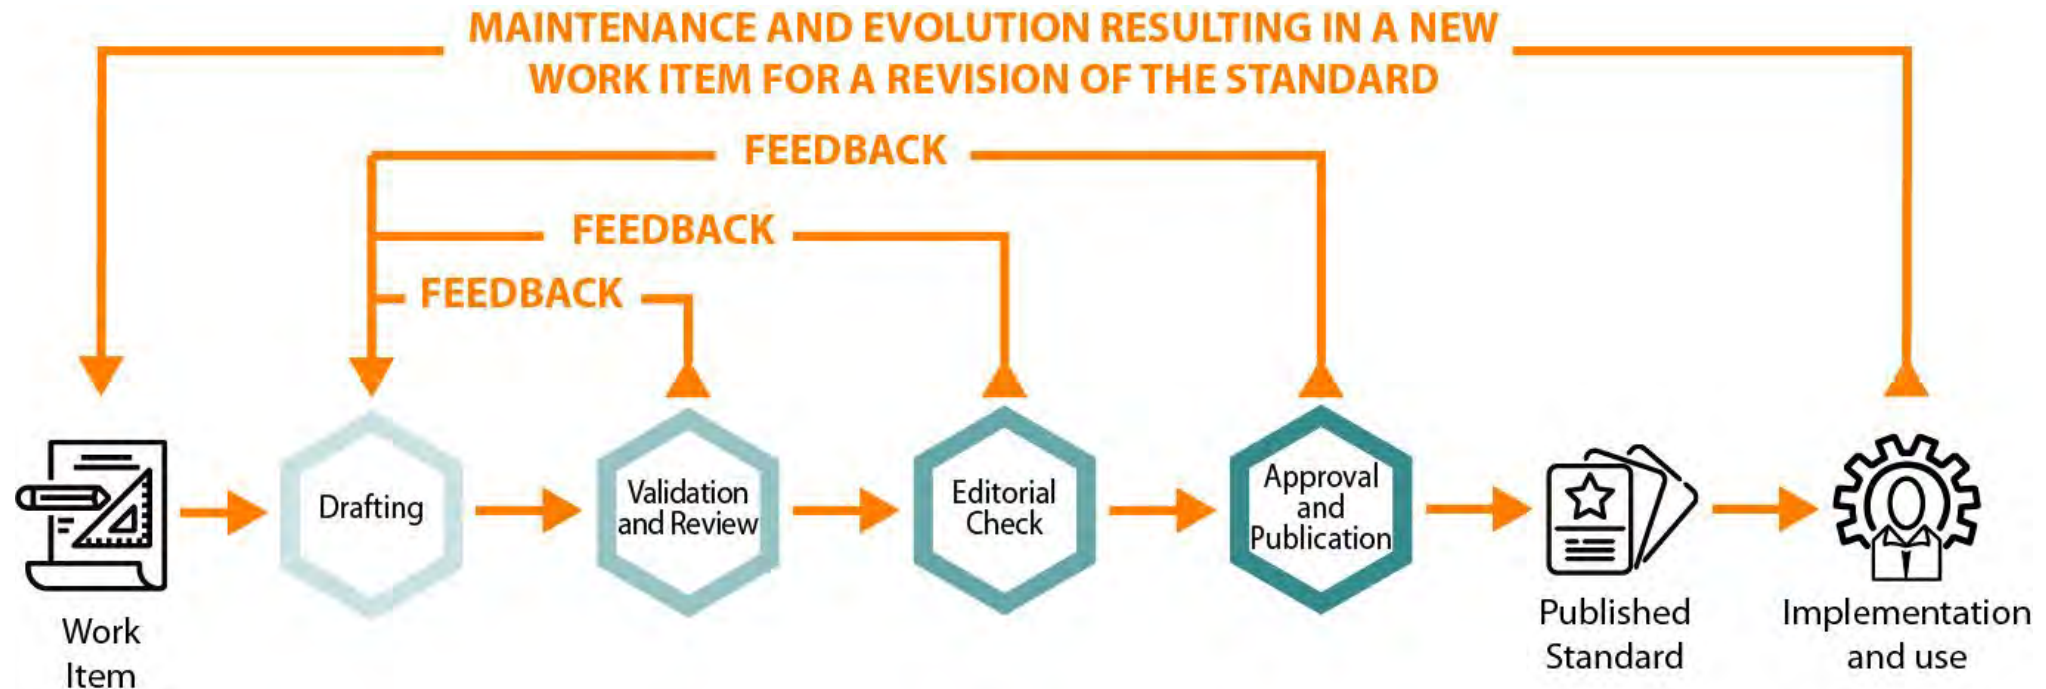 MAINTENANCE AND EVOLUTION RESULTING IN A NEW
WORK ITEM FOR A REVISION OF THE STANDARD
FEEDBACK
FEEDBACK
FEEDBACK
Drafting
Validation
and Review
Editorial
Check
Approval
and
Publication
Work
Item
Published
Standard
Implementation
and use